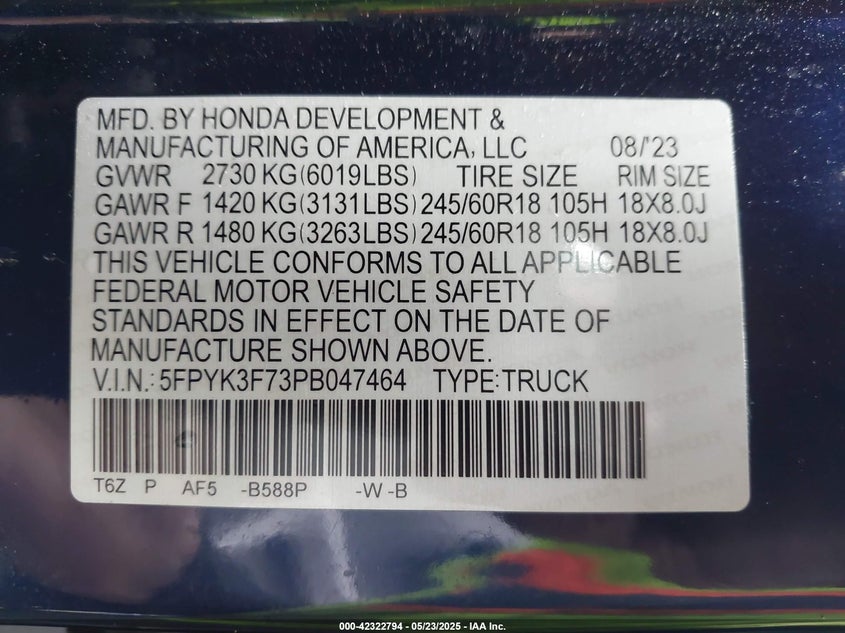 MFD. BY HONDA DEVELOPMENT &
MANUFACTURING OF AMERICA, LLC 08/'23
GVWR 2730 KG(6019LBS) TIRE SIZE RIM SIZE
GAWR F 1420 KG(3131LBS) 245/60R18 105H 18X8.0J
GAWR R 1480 KG(3263LBS) 245/60R18 105H 18X8.0J
THIS VEHICLE CONFORMS TO ALL APPLICABLE
FEDERAL MOTOR VEHICLE SAFETY
STANDARDS IN EFFECT ON THE DATE OF
MANUFACTURE SHOWN ABOVE.
V.I.N.: 5FPYK3F73PB047464 TYPE: TRUCK
T6Z P AF5 -B588P -W -B
000-42322794 - 05/23/2025 - IAA Inc.